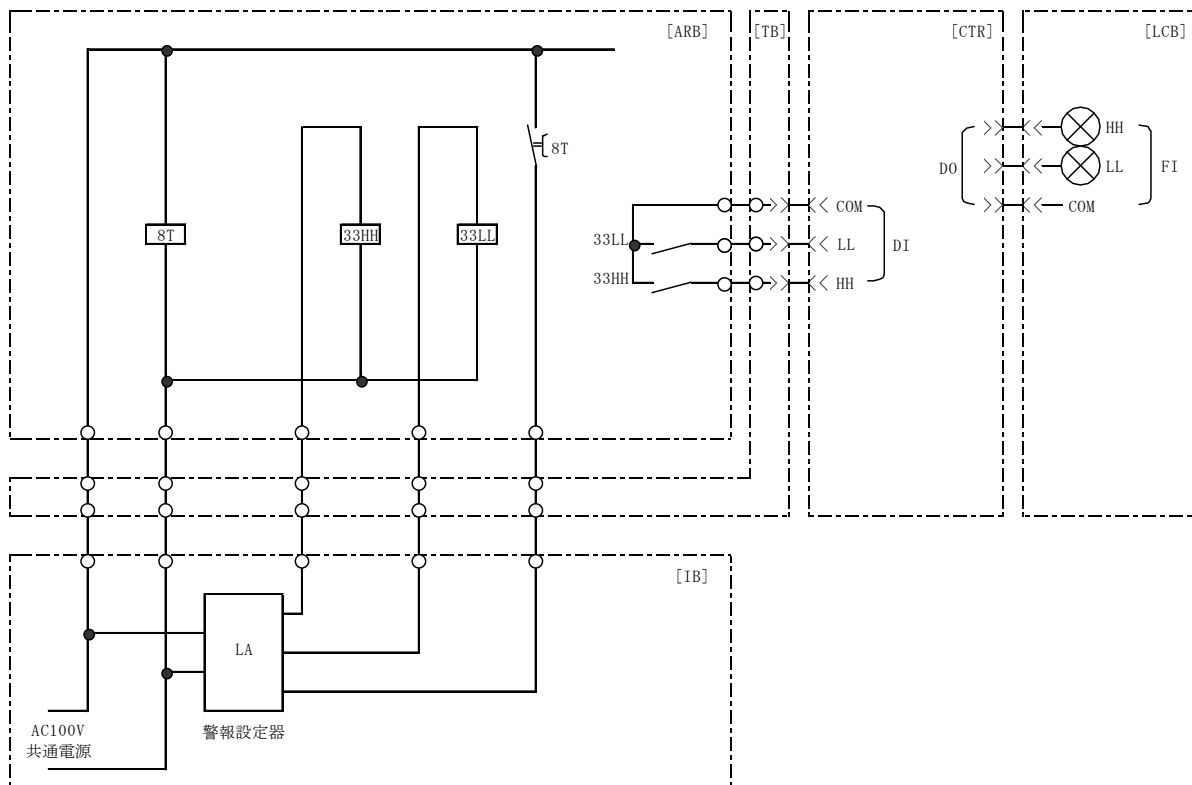 [ARB]
[TB]
[CTR]
[LCB]
HH
8T
DO
LL
FI
COM
COM
8T
33HH
33LL
33LL
LL
DI
33HH
HH
[IB]
LA
AC100V
共通電源
警報設定器